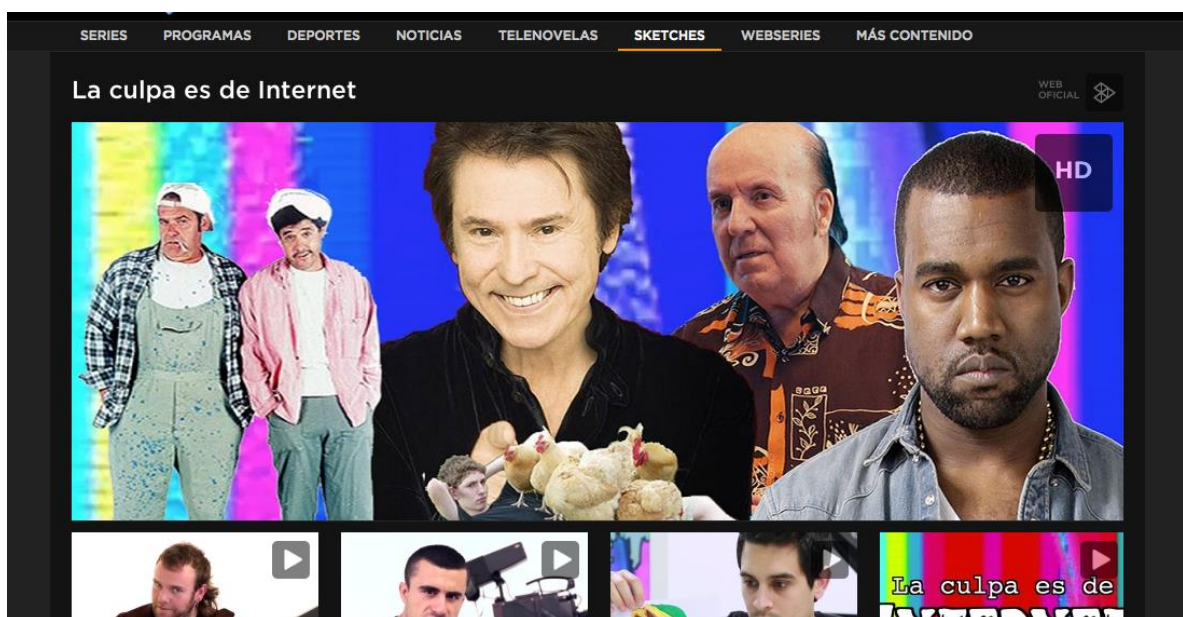 SERIES PROGRAMAS DEPORTES NOTICIAS TELENOVELAS SKETCHES WEBSERIES MÁS CONTENIDO
La culpa es de Internet
WEB
OFICIAL
HD
La culpa es de
INTERNET